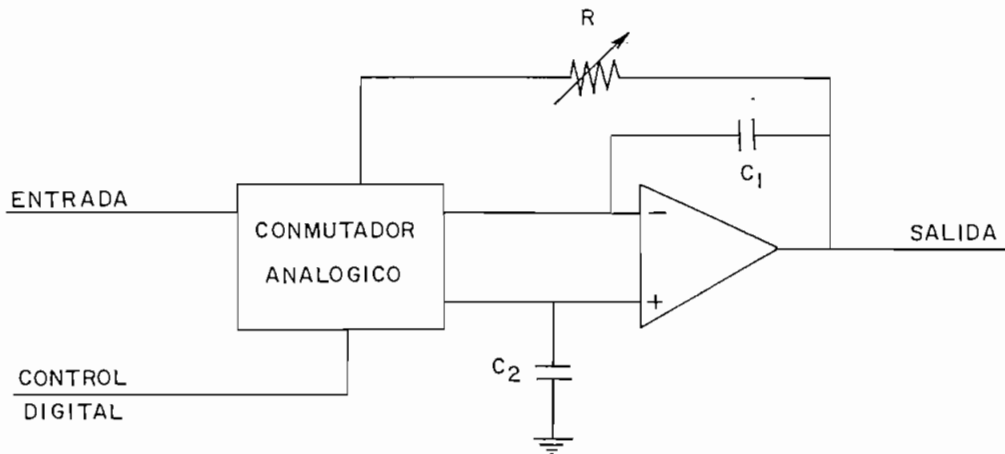 R
C1
ENTRADA
CONMUTADOR
ANALOGICO
−
+
SALIDA
C2
CONTROL
DIGITAL